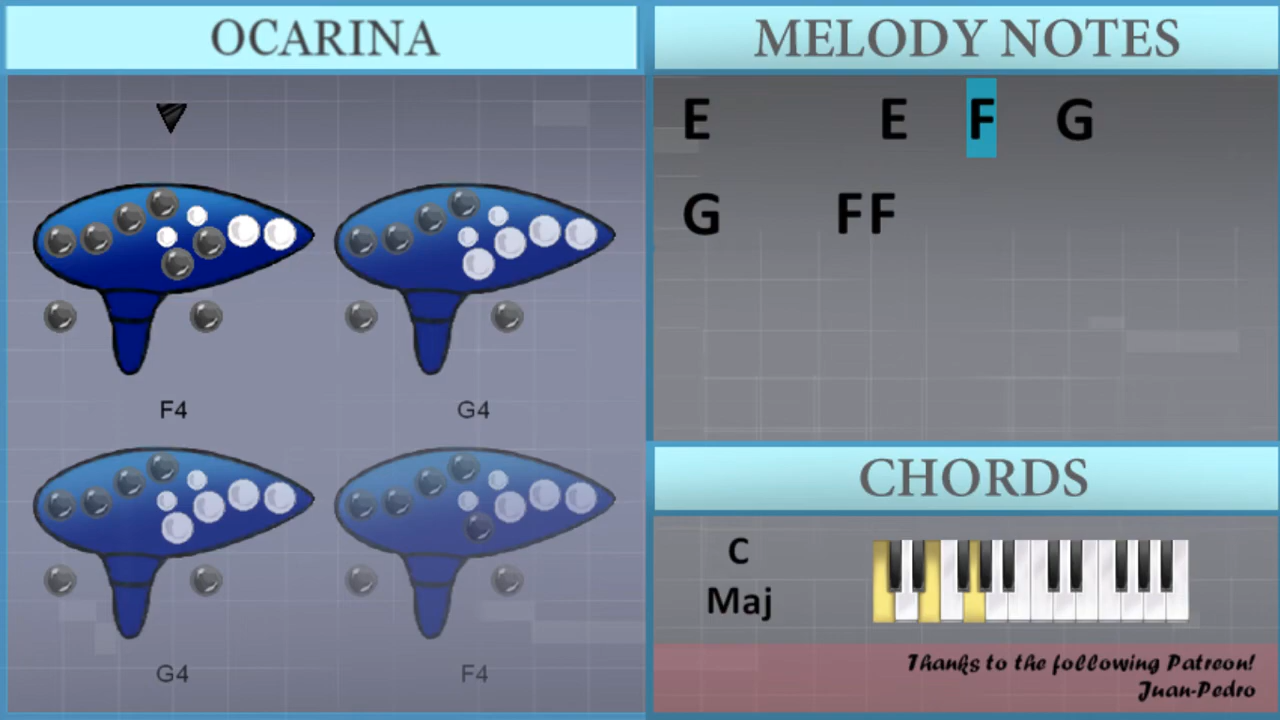 OCARINA
F4 G4
G4 F4
MELODY NOTES
E E F G
G FF
CHORDS
C
Maj
Thanks to the following Patreon!
Juan-Pedro